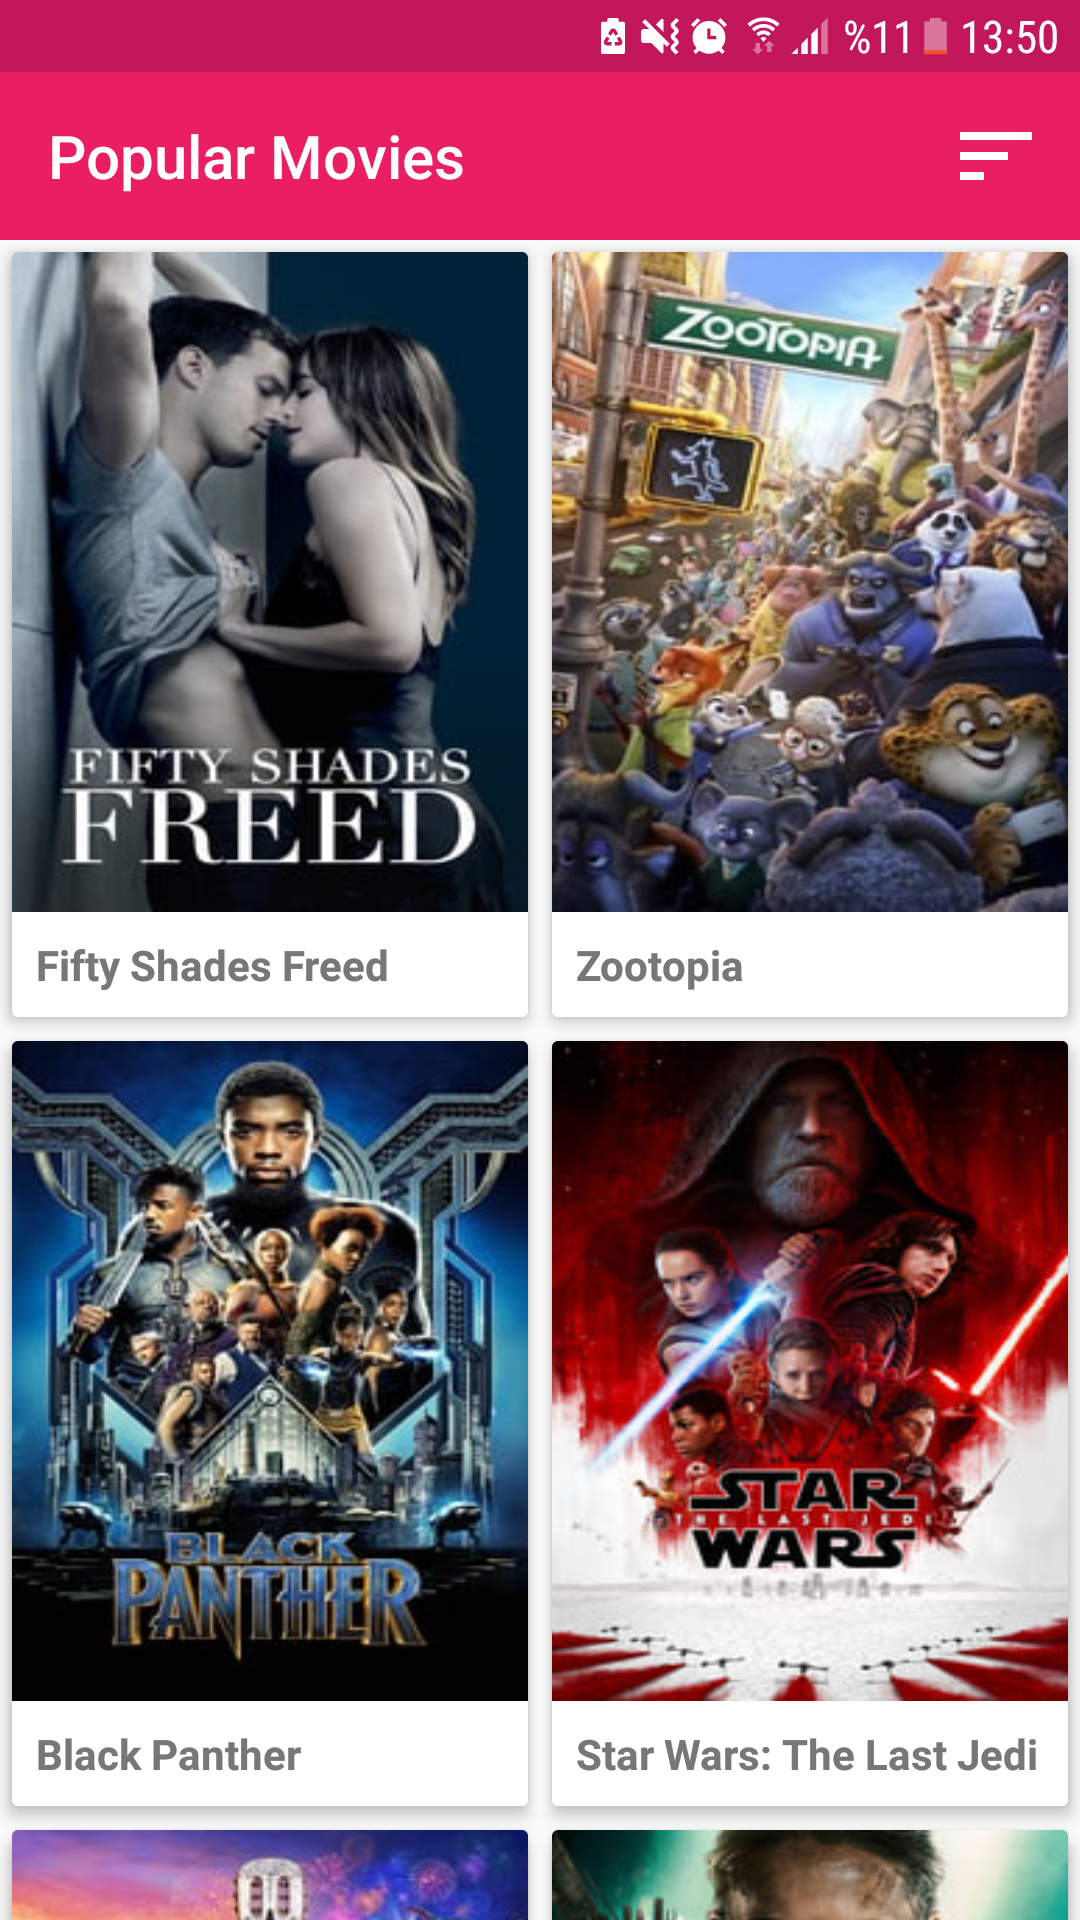 %11 13:50
Popular Movies
ZOOTOPIA
FIFTY SHADES
FREED
Fifty Shades Freed
Zootopia
BLACK
PANTHER
STAR
THE LAST JEDI
WARS
Black Panther
Star Wars: The Last Jedi